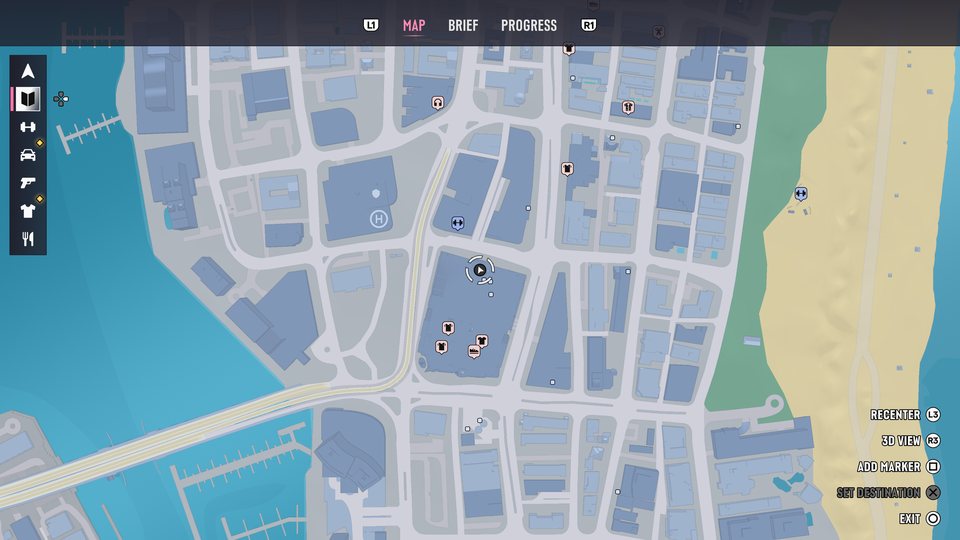 L1 MAP BRIEF PROGRESS R1
H
RECENTER L3
3D VIEW R3
ADD MARKER
SET DESTINATION
EXIT